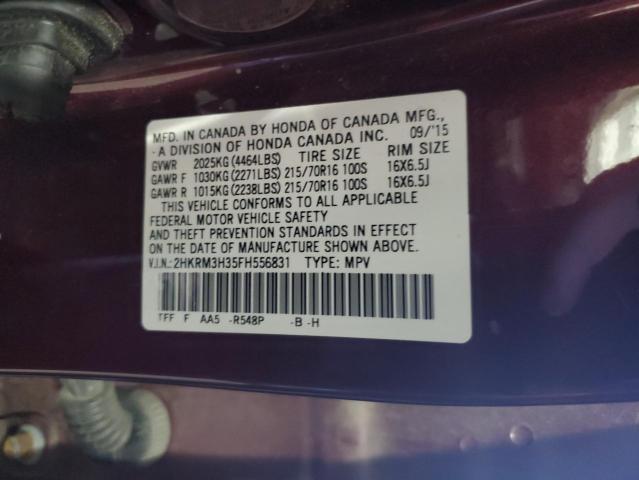 MFD. IN CANADA BY HONDA OF CANADA MFG.,
-A DIVISION OF HONDA CANADA INC. 09/'15
GVWR 2025KG(4464LBS) TIRE SIZE RIM SIZE
GAWR F 1030KG(2271LBS) 215/70R16 100S 16X6.5J
GAWR R 1015KG(2238LBS) 215/70R16 100S 16X6.5J
THIS VEHICLE CONFORMS TO ALL APPLICABLE
FEDERAL MOTOR VEHICLE SAFETY
AND THEFT PREVENTION STANDARDS IN EFFECT
ON THE DATE OF MANUFACTURE SHOWN ABOVE.
V.I.N.:2HKRM3H35FH556831 TYPE: MPV
TFF F AA5 -R548P -B -H